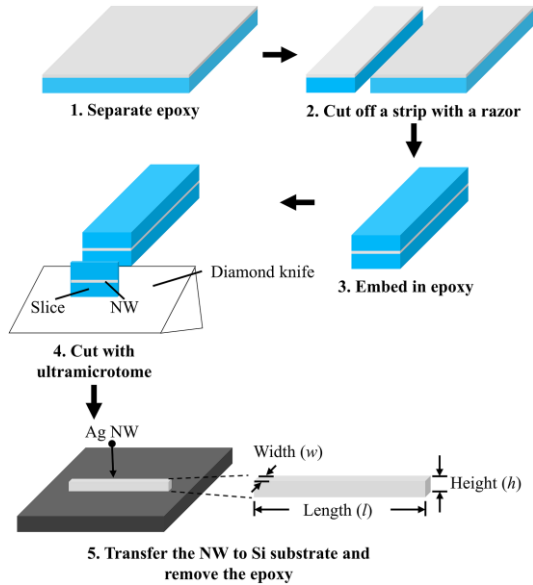 1. Separate epoxy
2. Cut off a strip with a razor
3. Embed in epoxy
Diamond knife
Slice
NW
4. Cut with
ultramicrotome
Ag NW
Width (w)
Height (h)
Length (l)
5. Transfer the NW to Si substrate and
remove the epoxy